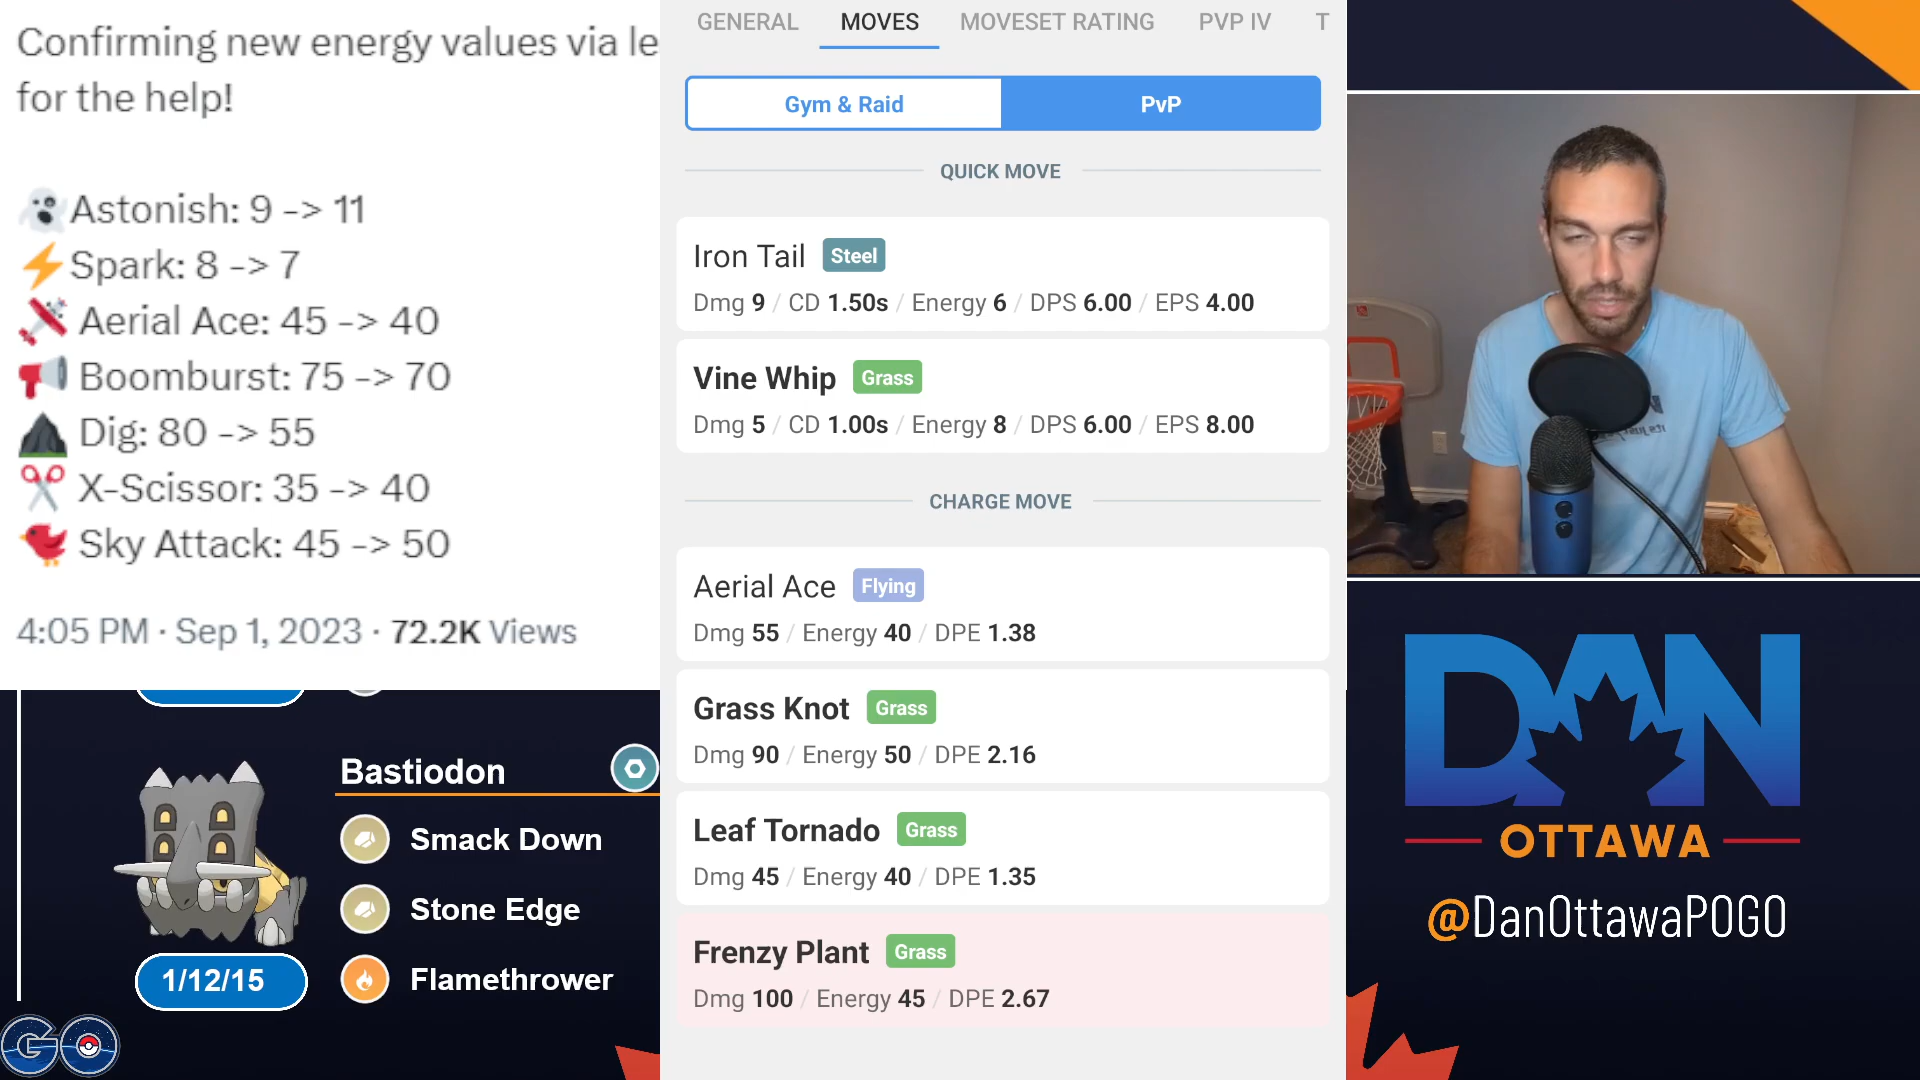 Confirming new energy values via le
for the help!
Astonish: 9 -> 11
Spark: 8 -> 7
Aerial Ace: 45 -> 40
Boomburst: 75 -> 70
Dig: 80 -> 55
X-Scissor: 35 -> 40
Sky Attack: 45 -> 50
4:05 PM · Sep 1, 2023 · 72.2K Views
Bastiodon
Smack Down
Stone Edge
Flamethrower
1/12/15
GO
GENERAL MOVES MOVESET RATING PVP IV T
Gym & Raid PvP
QUICK MOVE
Iron Tail Steel
Dmg 9 / CD 1.50s / Energy 6 / DPS 6.00 / EPS 4.00
Vine Whip Grass
Dmg 5 / CD 1.00s / Energy 8 / DPS 6.00 / EPS 8.00
CHARGE MOVE
Aerial Ace Flying
Dmg 55 / Energy 40 / DPE 1.38
Grass Knot Grass
Dmg 90 / Energy 50 / DPE 2.16
Leaf Tornado Grass
Dmg 45 / Energy 40 / DPE 1.35
Frenzy Plant Grass
Dmg 100 / Energy 45 / DPE 2.67
DAN
OTTAWA
@DanOttawaPOGO